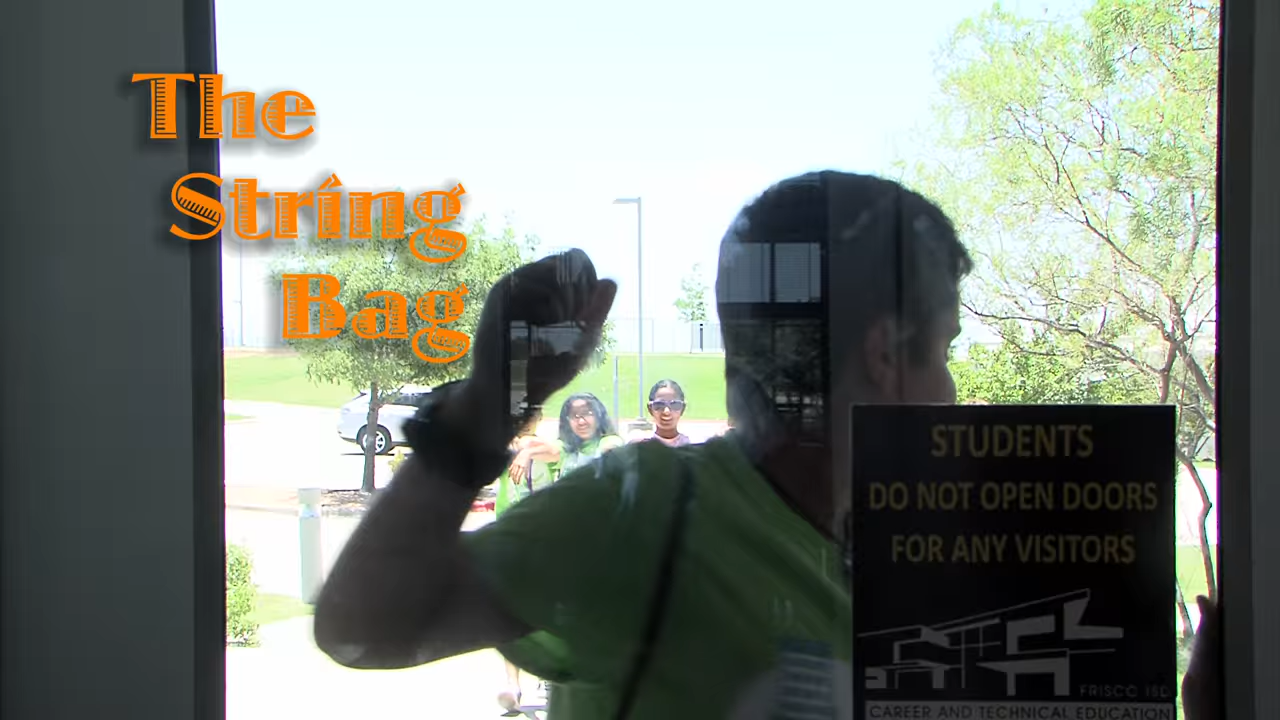 The
String
Bag
STUDENTS
DO NOT OPEN DOORS
FOR ANY VISITORS
FRISCO ISD
CAREER AND TECHNICAL EDUCATION